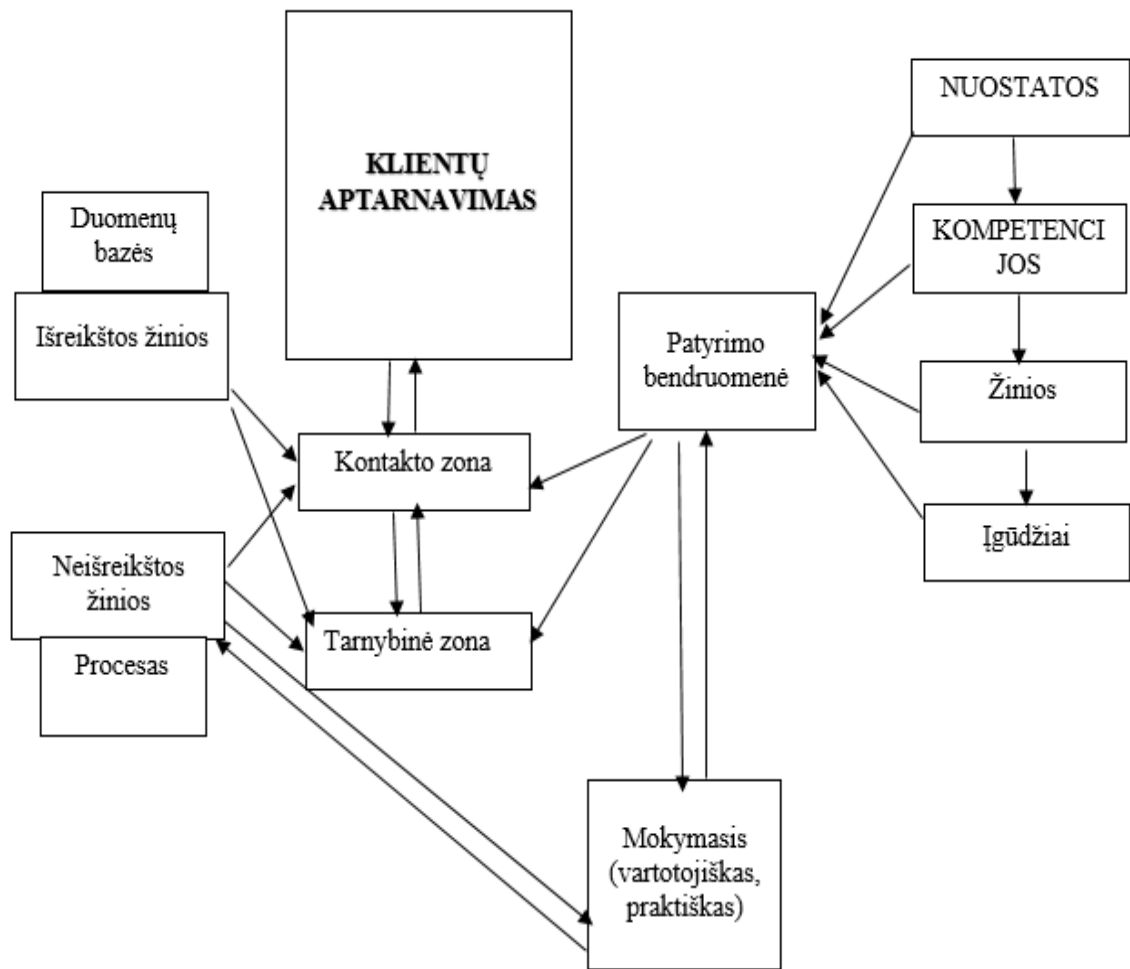 KLIENTŲ
APTARNAVIMAS
NUOSTATOS
Duomenų
bazės
KOMPETENCI
JOS
Išreikštos žinios
Patyrimo
bendruomenė
Žinios
Kontakto zona
Įgūdžiai
Neišreikštos
žinios
Tarnybinė zona
Procesas
Mokymasis
(vartotojiškas,
praktiškas)